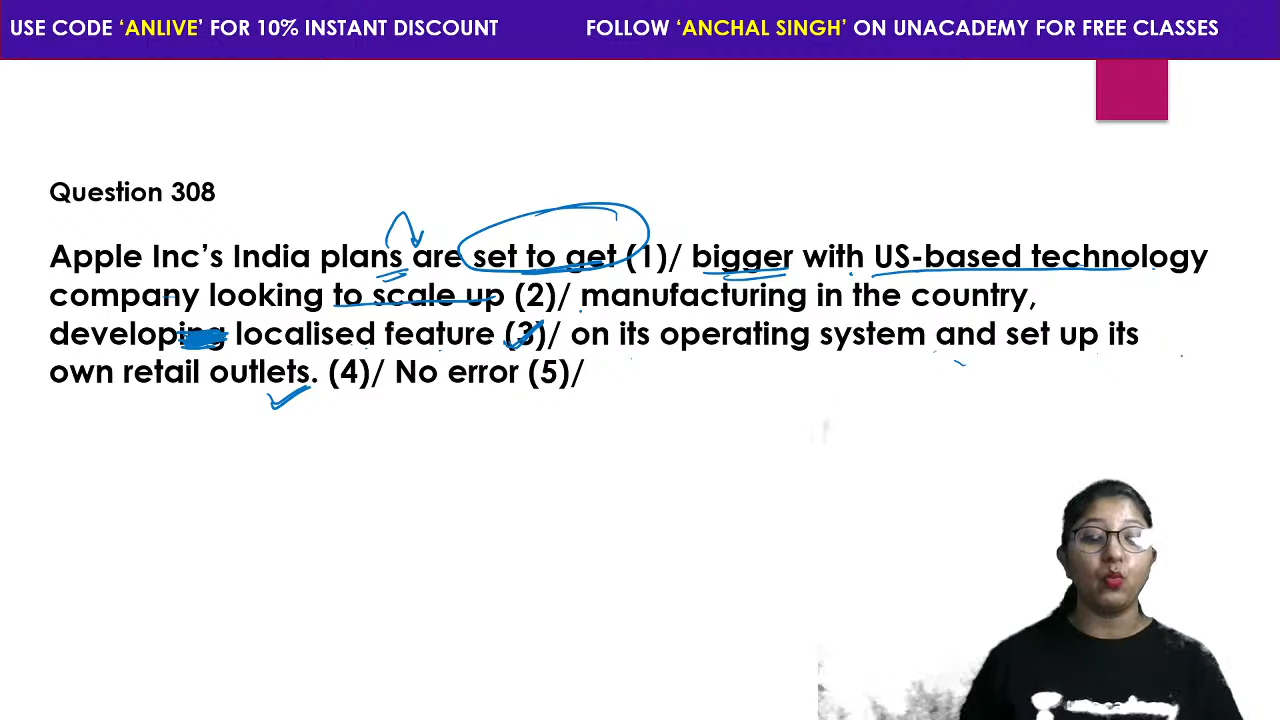 USE CODE ‘ANLIVE’ FOR 10% INSTANT DISCOUNT FOLLOW ‘ANCHAL SINGH’ ON UNACADEMY FOR FREE CLASSES
Question 308
Apple Inc’s India plans are set to get (1)/ bigger with US-based technology
company looking to scale up (2)/ manufacturing in the country,
developing localised feature (3)/ on its operating system and set up its
own retail outlets. (4)/ No error (5)/